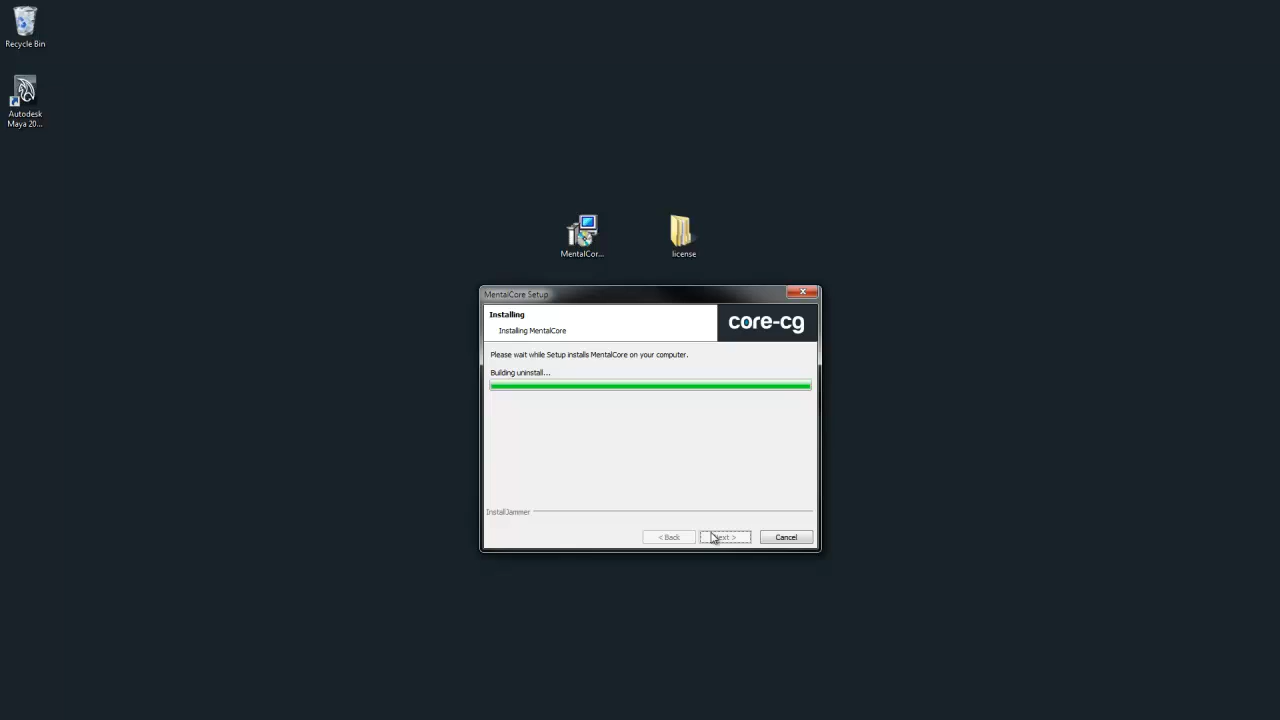 Recycle Bin
Autodesk
Maya 20...
MentalCor...
license
MentalCore Setup
Installing
core-cg
Installing MentalCore
Please wait while Setup installs MentalCore on your computer.
Building uninstall...
InstallJammer
< Back
ext >
Cancel